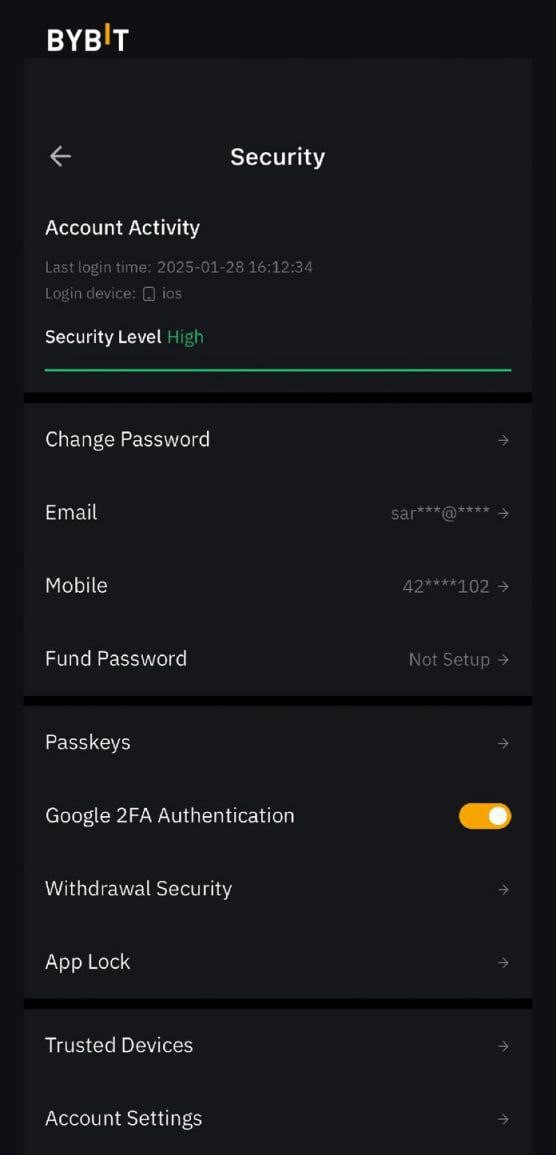 BYBIT
Security
Account Activity
Last login time: 2025-01-28 16:12:34
Login device: ios
Security Level High
Change Password
Email sar***@****
Mobile 42****102
Fund Password Not Setup
Passkeys
Google 2FA Authentication
Withdrawal Security
App Lock
Trusted Devices
Account Settings